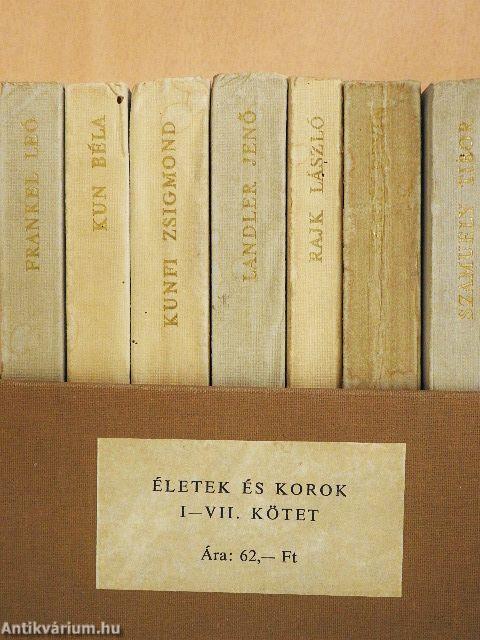 FRANKEL LEÓ
KUN BÉLA
KUNFI ZSIGMOND
LANDLER JENŐ
RAJK LÁSZLÓ
SZAMUELY TIBOR
ÉLETEK ÉS KOROK
I—VII. KÖTET
Ára: 62,— Ft
Antikvárium.hu